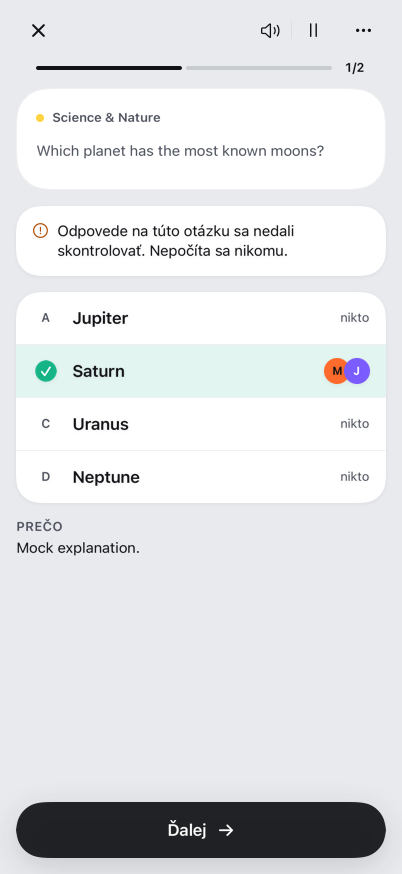 1/2
Science & Nature
Which planet has the most known moons?
Odpovede na túto otázku sa nedali
skontrolovať. Nepočíta sa nikomu.
A Jupiter nikto
Saturn M J
C Uranus nikto
D Neptune nikto
PREČO
Mock explanation.
Ďalej